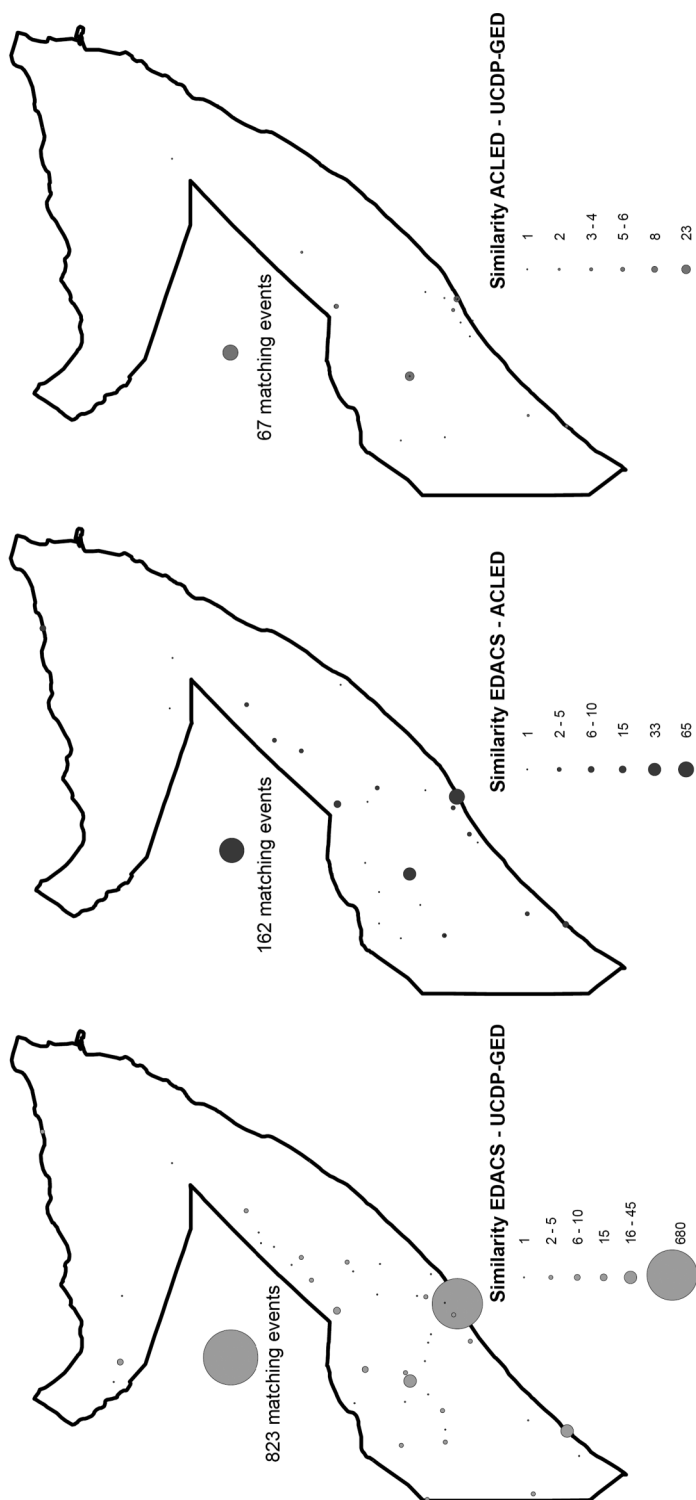 823 matching events
Similarity EDACS - UCDP-GED
1
2 - 5
6 - 10
15
16 - 45
680
162 matching events
Similarity EDACS - ACLED
1
2 - 5
6 - 10
15
33
65
67 matching events
Similarity ACLED - UCDP-GED
1
2
3 - 4
5 - 6
8
23